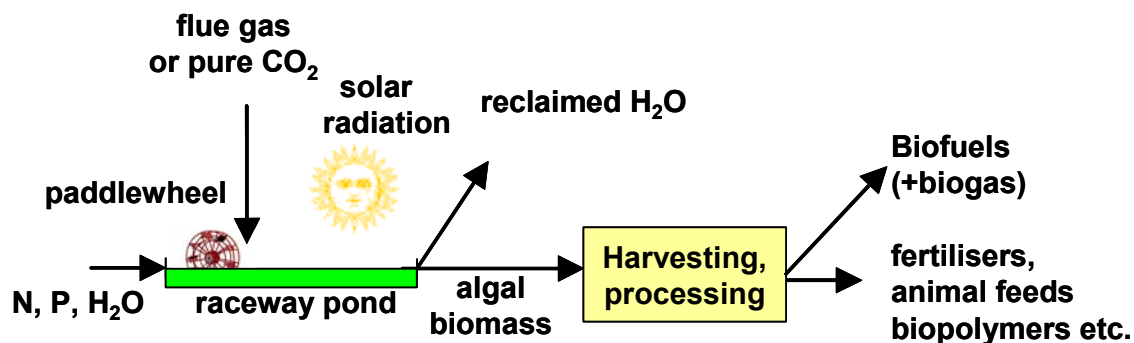 flue gas
or pure CO₂
solar
radiation
reclaimed H₂O
paddlewheel
N, P, H₂O
raceway pond
algal
biomass
Harvesting,
processing
Biofuels
(+biogas)
fertilisers,
animal feeds
biopolymers etc.